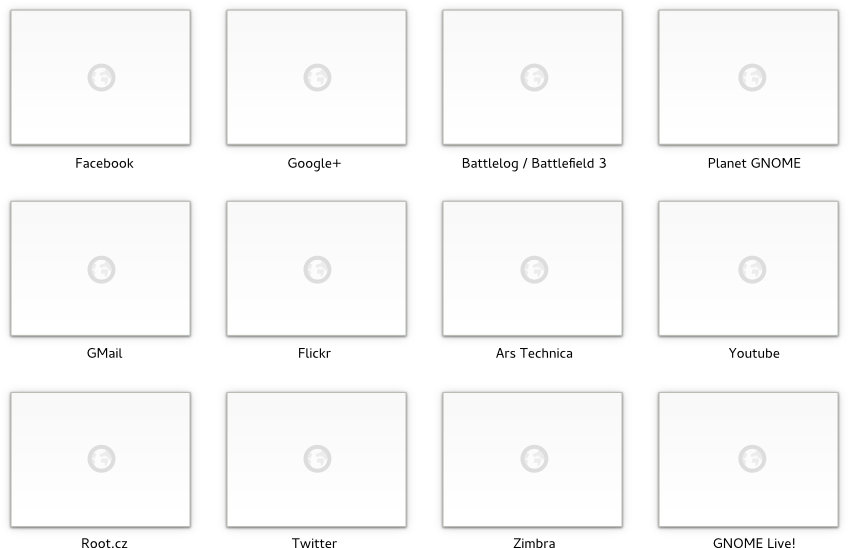 Facebook
Google+
Battlelog / Battlefield 3
Planet GNOME
GMail
Flickr
Ars Technica
Youtube
Root.cz
Twitter
Zimbra
GNOME Live!